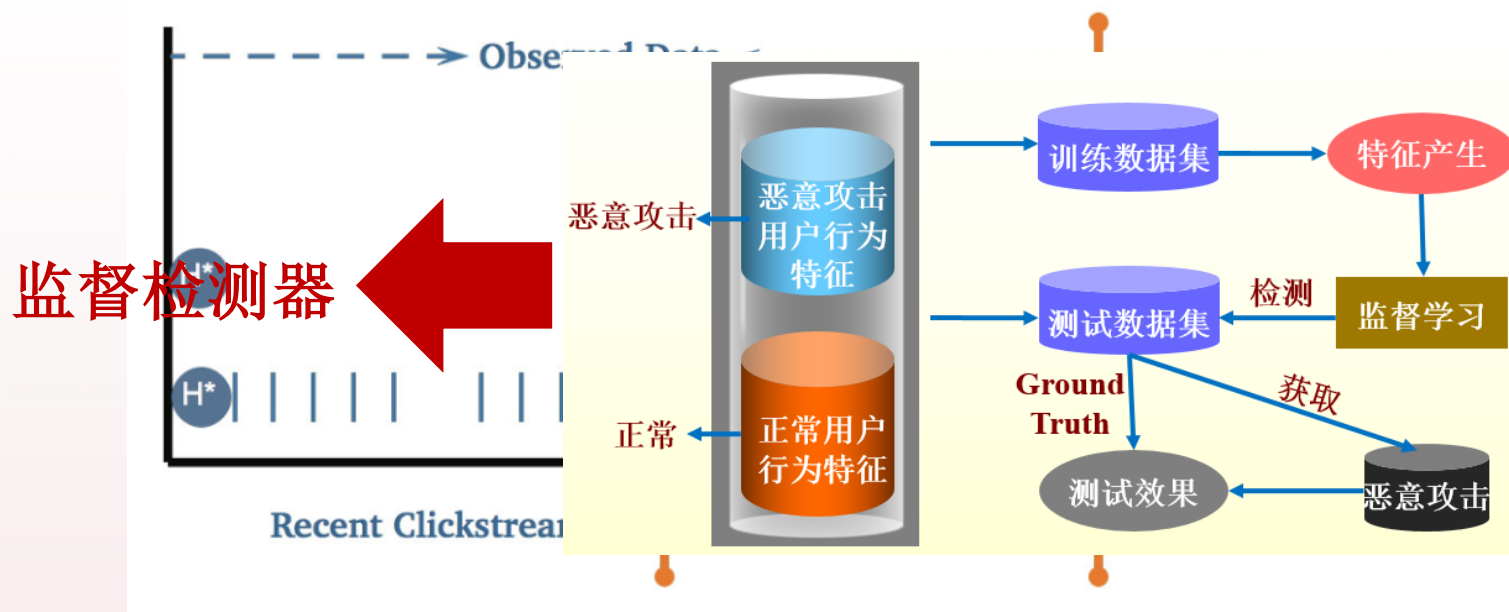 Observed Data
监督检测器
H*
H*
Recent Clickstream
恶意攻击
恶意攻击
用户行为
特征
正常
正常用户
行为特征
训练数据集
特征产生
测试数据集
检测
监督学习
Ground
Truth
获取
测试效果
恶意攻击